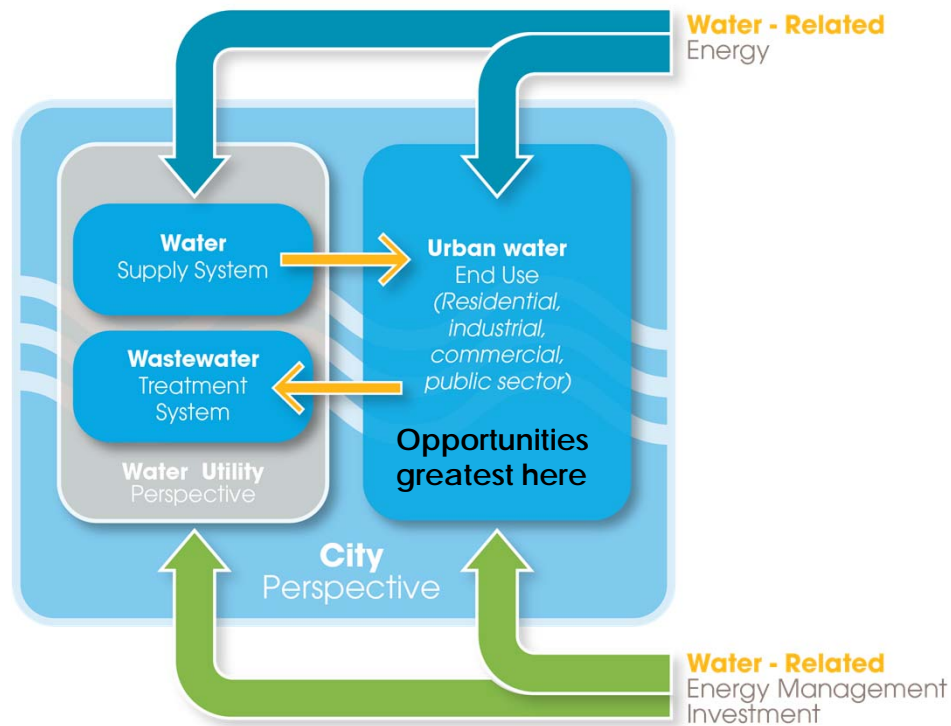 Water - Related
Energy
Water
Supply System
Urban water
End Use
(Residential,
industrial,
commercial,
public sector)
Wastewater
Treatment
System
Opportunities
greatest here
Water Utility
Perspective
City
Perspective
Water - Related
Energy Management
Investment